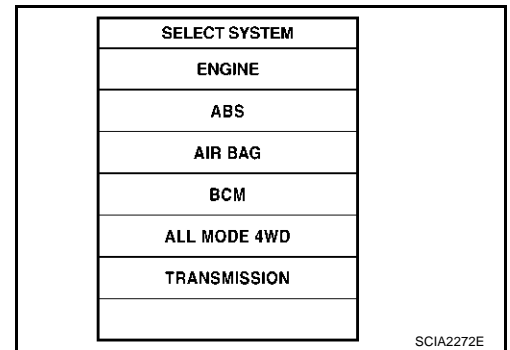 SELECT SYSTEM
ENGINE
ABS
AIR BAG
BCM
ALL MODE 4WD
TRANSMISSION
SCIA2272E